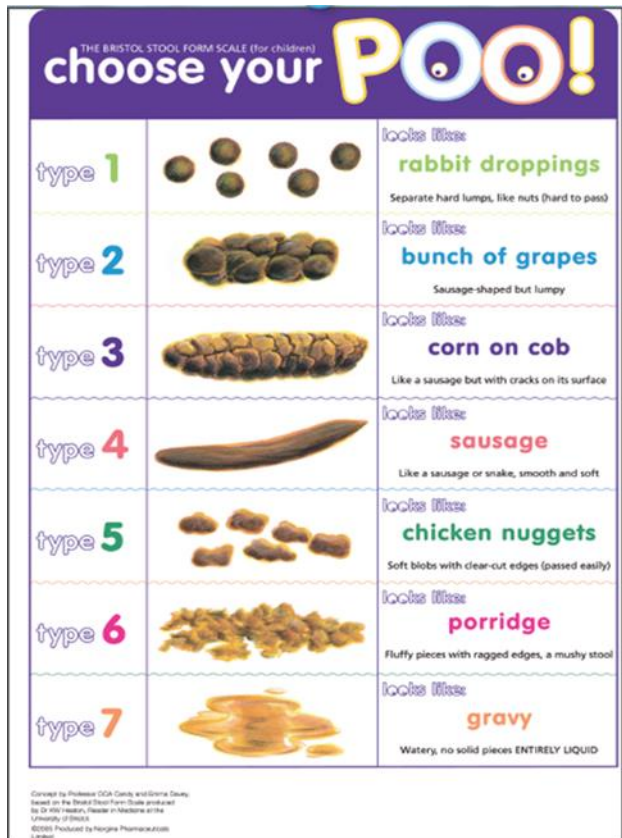 THE BRISTOL STOOL FORM SCALE (for children)
choose your POO!
type 1
looks like:
rabbit droppings
Separate hard lumps, like nuts (hard to pass)
type 2
looks like:
bunch of grapes
Sausage-shaped but lumpy
type 3
looks like:
corn on cob
Like a sausage but with cracks on its surface
type 4
looks like:
sausage
Like a sausage or snake, smooth and soft
type 5
looks like:
chicken nuggets
Soft blobs with clear-cut edges (passed easily)
type 6
looks like:
porridge
Fluffy pieces with ragged edges, a mushy stool
type 7
looks like:
gravy
Watery, no solid pieces ENTIRELY LIQUID
Concept by Professor DCA Candy and Emma Davey,
based on the Bristol Stool Form Scale produced
by Dr KW Heaton, Reader in Medicine at the
University of Bristol
©2005 Produced by Norgine Pharmaceuticals
Limited